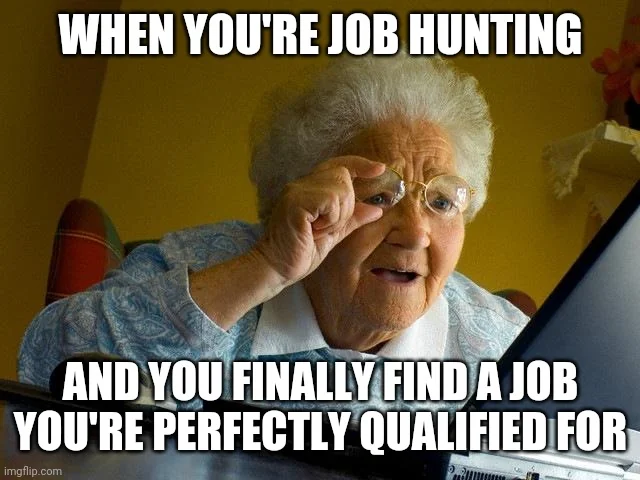 WHEN YOU'RE JOB HUNTING
AND YOU FINALLY FIND A JOB
YOU'RE PERFECTLY QUALIFIED FOR
imgflip.com